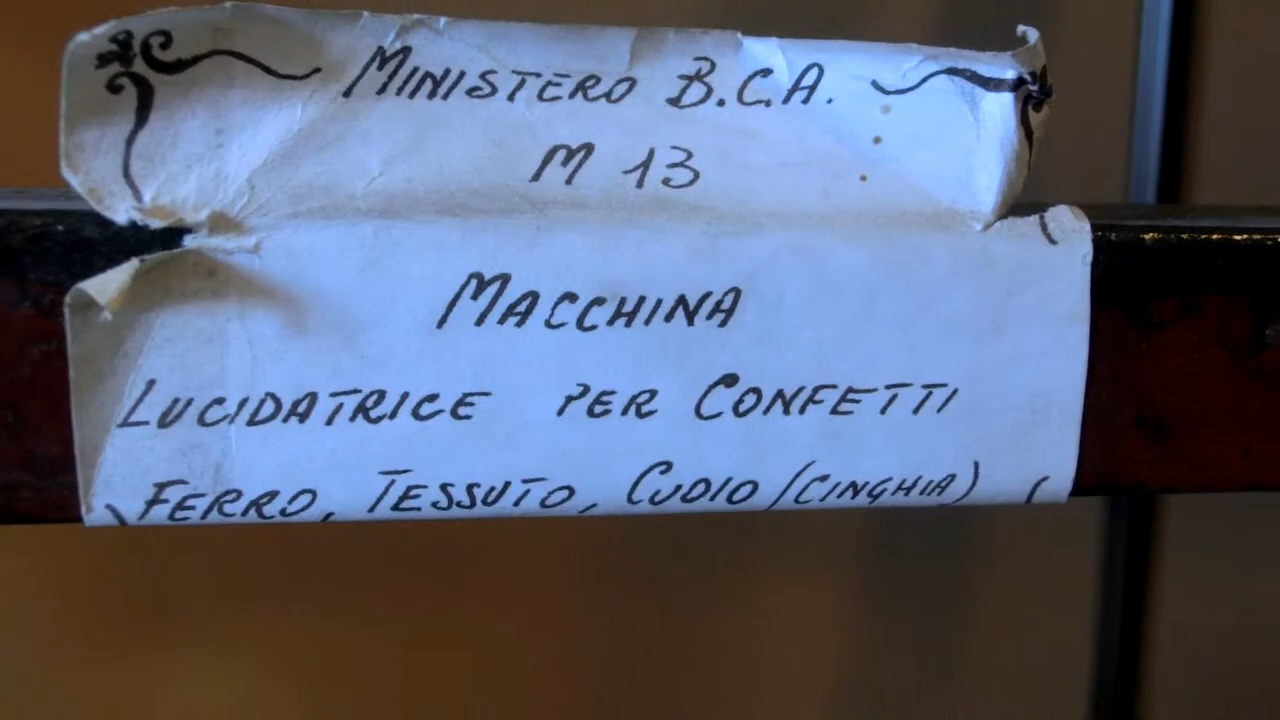 MINISTERO B.C.A.
M 13
MACCHINA
LUCIDATRICE PER CONFETTI
FERRO, TESSUTO, CUOIO (CINGHIA)